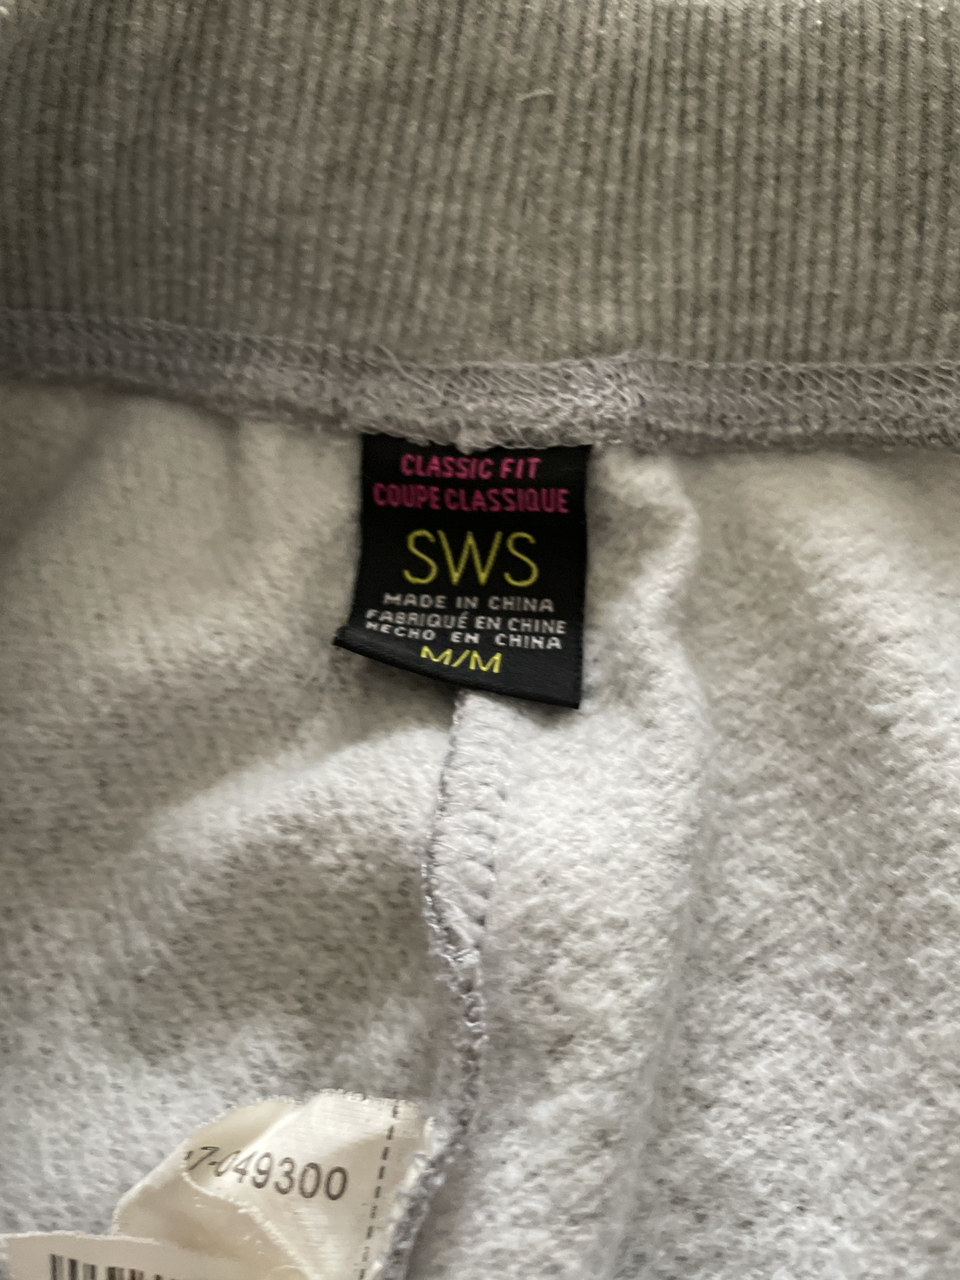 CLASSIC FIT
COUPE CLASSIQUE
SWS
MADE IN CHINA
FABRIQUÉ EN CHINE
HECHO EN CHINA
M/M
7-049300